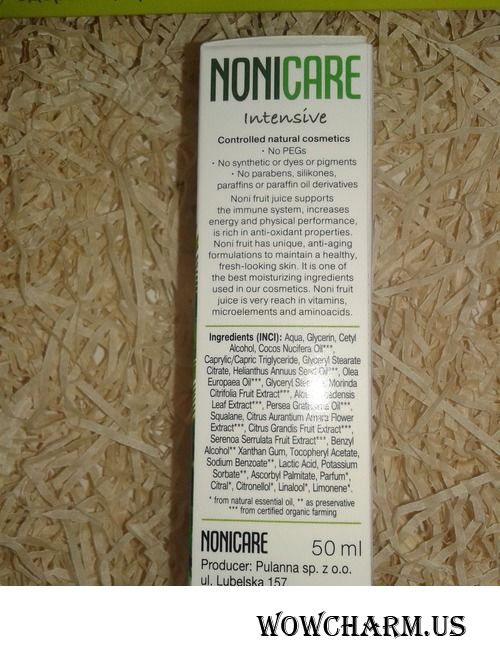 NONICARE
Intensive
Controlled natural cosmetics
• No PEGs
• No synthetic or dyes or pigments
• No parabens, silikones,
paraffins or paraffin oil derivatives
Noni fruit juice supports
the immune system, increases
energy and physical performance,
is rich in anti-oxidant properties.
Noni fruit has unique, anti-aging
formulations to maintain a healthy,
fresh-looking skin. It is one of
the best moisturizing ingredients
used in our cosmetics. Noni fruit
juice is very reach in vitamins,
microelements and aminoacids.
Ingredients (INCI): Aqua, Glycerin, Cetyl
Alcohol, Cocos Nucifera Oil***,
Caprylic/Capric Triglyceride, Glyceryl Stearate
Citrate, Helianthus Annuus Seed Oil***, Olea
Europaea Oil***, Glyceryl Morinda
Citrifolia Fruit Extract***,
Leaf Extract***, Persea Oil***,
Squalane, Citrus Aurantium Amara Flower
Extract***, Citrus Grandis Fruit Extract***,
Serenoa Serrulata Fruit Extract***, Benzyl
Alcohol** Xanthan Gum, Tocopheryl Acetate,
Sodium Benzoate**, Lactic Acid, Potassium
Sorbate**, Ascorbyl Palmitate, Parfum*,
Citral*, Citronellol*, Linalool*, Limonene*.
* from natural essential oil, ** as preservative
*** from certified organic farming
NONICARE 50 ml
Producer: Pulanna sp. z o.o.
ul. Lubelska 157
WOWCHARM.US